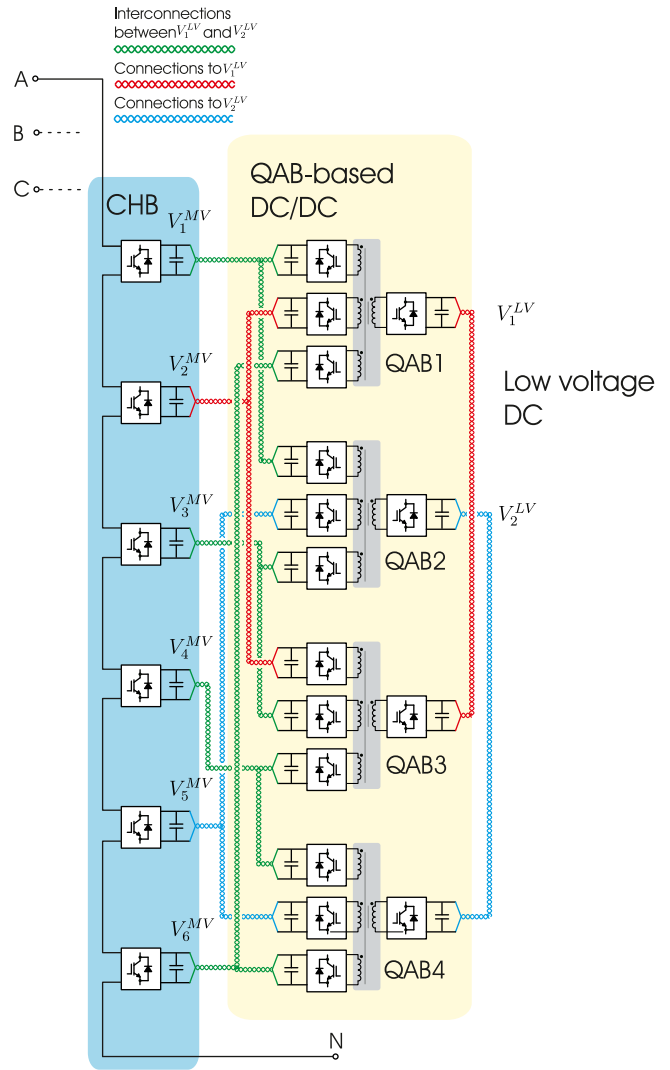 Interconnections
between V_1^{LV} and V_2^{LV}
Connections to V_1^{LV}
Connections to V_2^{LV}
A
B
C
CHB
QAB-based
DC/DC
V_1^{MV}
V_1^{LV}
V_2^{MV}
QAB1
Low voltage
DC
V_3^{MV}
V_2^{LV}
QAB2
V_4^{MV}
QAB3
V_5^{MV}
V_6^{MV}
QAB4
N